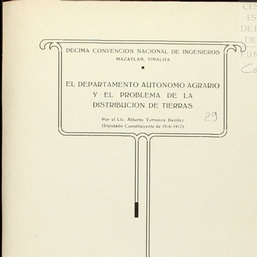 DECIMA CONVENCION NACIONAL DE INGENIEROS
MAZATLAN, SINALOA
EL DEPARTAMENTO AUTONOMO AGRARIO
Y EL PROBLEMA DE LA
DISTRIBUCION DE TIERRAS
Por el Lic. Alberto Terrones Benítez
(Diputado Constituyente de 1916-1917)
29